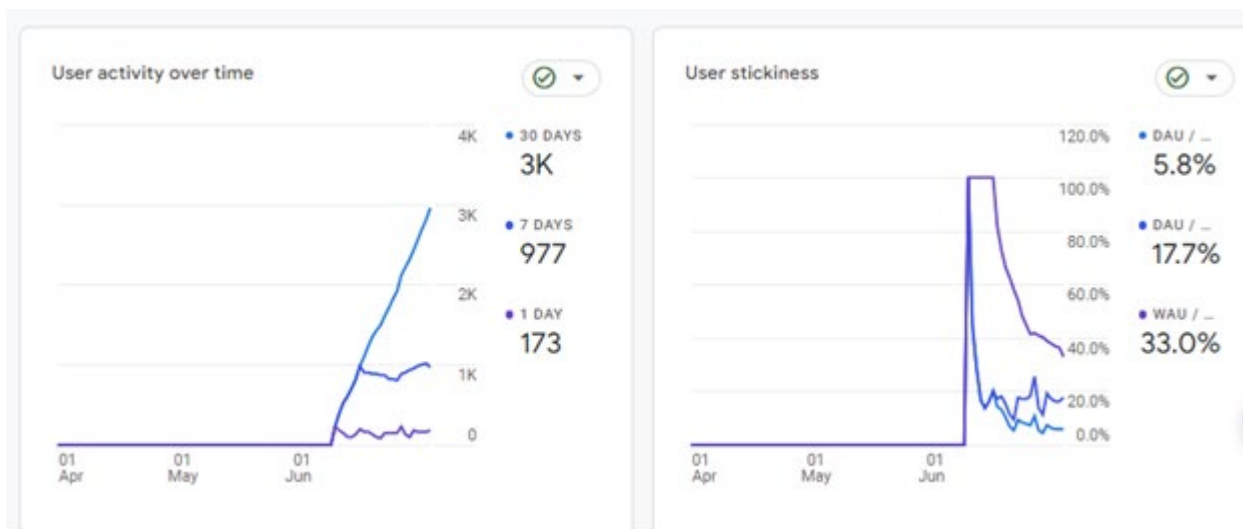 User activity over time
4K
3K
2K
1K
0
01
Apr
01
May
01
Jun
30 DAYS
3K
7 DAYS
977
1 DAY
173
User stickiness
120.0%
100.0%
80.0%
60.0%
40.0%
20.0%
0.0%
01
Apr
01
May
01
Jun
DAU / ...
5.8%
DAU / ...
17.7%
WAU / ...
33.0%